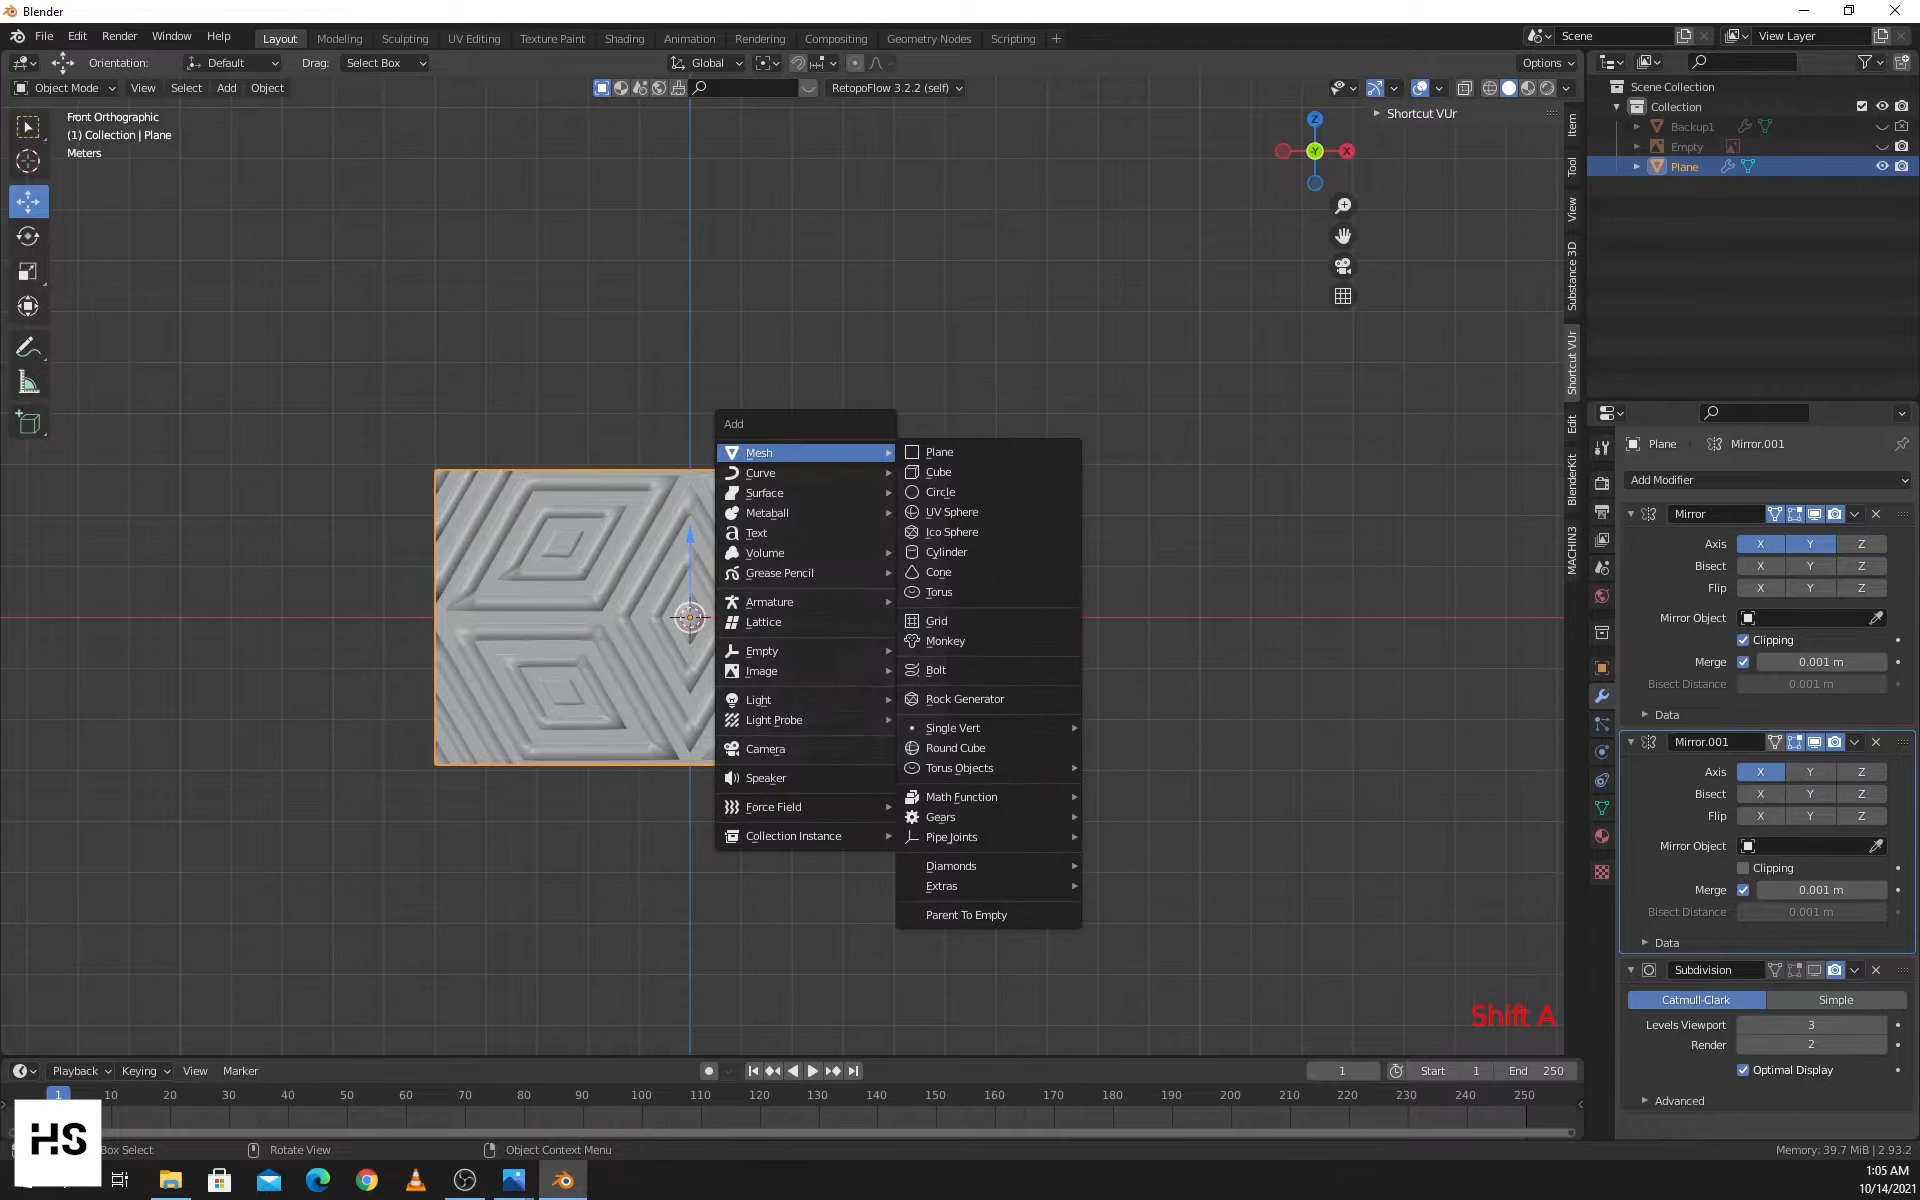 Blender
File Edit Render Window Help
Layout Modeling Sculpting UV Editing Texture Paint Shading Animation Rendering Compositing Geometry Nodes Scripting +
Scene
View Layer
Orientation: Default Drag: Select Box
Global
Options
Object Mode View Select Add Object
RetopoFlow 3.2.2 (self)
Front Orthographic
(1) Collection | Plane
Meters
Shortcut VUr
Z
Y
X
Item
Tool
View
Substance 3D
Shortcut VUr
Edit
BlenderKit
MACHIN3
Scene Collection
Collection
Backup1
Empty
Plane
Add
Mesh
Curve
Surface
Metaball
Text
Volume
Grease Pencil
Armature
Lattice
Empty
Image
Light
Light Probe
Camera
Speaker
Force Field
Collection Instance
Plane
Cube
Circle
UV Sphere
Ico Sphere
Cylinder
Cone
Torus
Grid
Monkey
Bolt
Rock Generator
Single Vert
Round Cube
Torus Objects
Math Function
Gears
Pipe Joints
Diamonds
Extras
Parent To Empty
Shift A
Plane Mirror.001
Add Modifier
Mirror
Axis X Y Z
Bisect X Y Z
Flip X Y Z
Mirror Object
Clipping
Merge 0.001 m
Bisect Distance 0.001 m
Data
Mirror.001
Axis X Y Z
Bisect X Y Z
Flip X Y Z
Mirror Object
Clipping
Merge 0.001 m
Bisect Distance 0.001 m
Data
Subdivision
Catmull-Clark Simple
Levels Viewport 3
Render 2
Optimal Display
Advanced
Playback Keying View Marker
1 Start 1 End 250
1 10 20 30 40 50 60 70 80 90 100 110 120 130 140 150 160 170 180 190 200 210 220 230 240 250
HS
Box Select Rotate View Object Context Menu
Memory: 39.7 MiB | 2.93.2
1:05 AM
10/14/2021